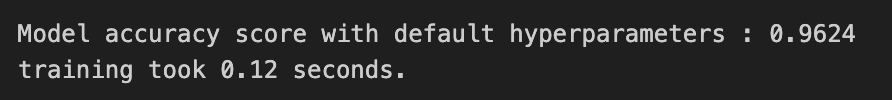 Model accuracy score with default hyperparameters : 0.9624
training took 0.12 seconds.